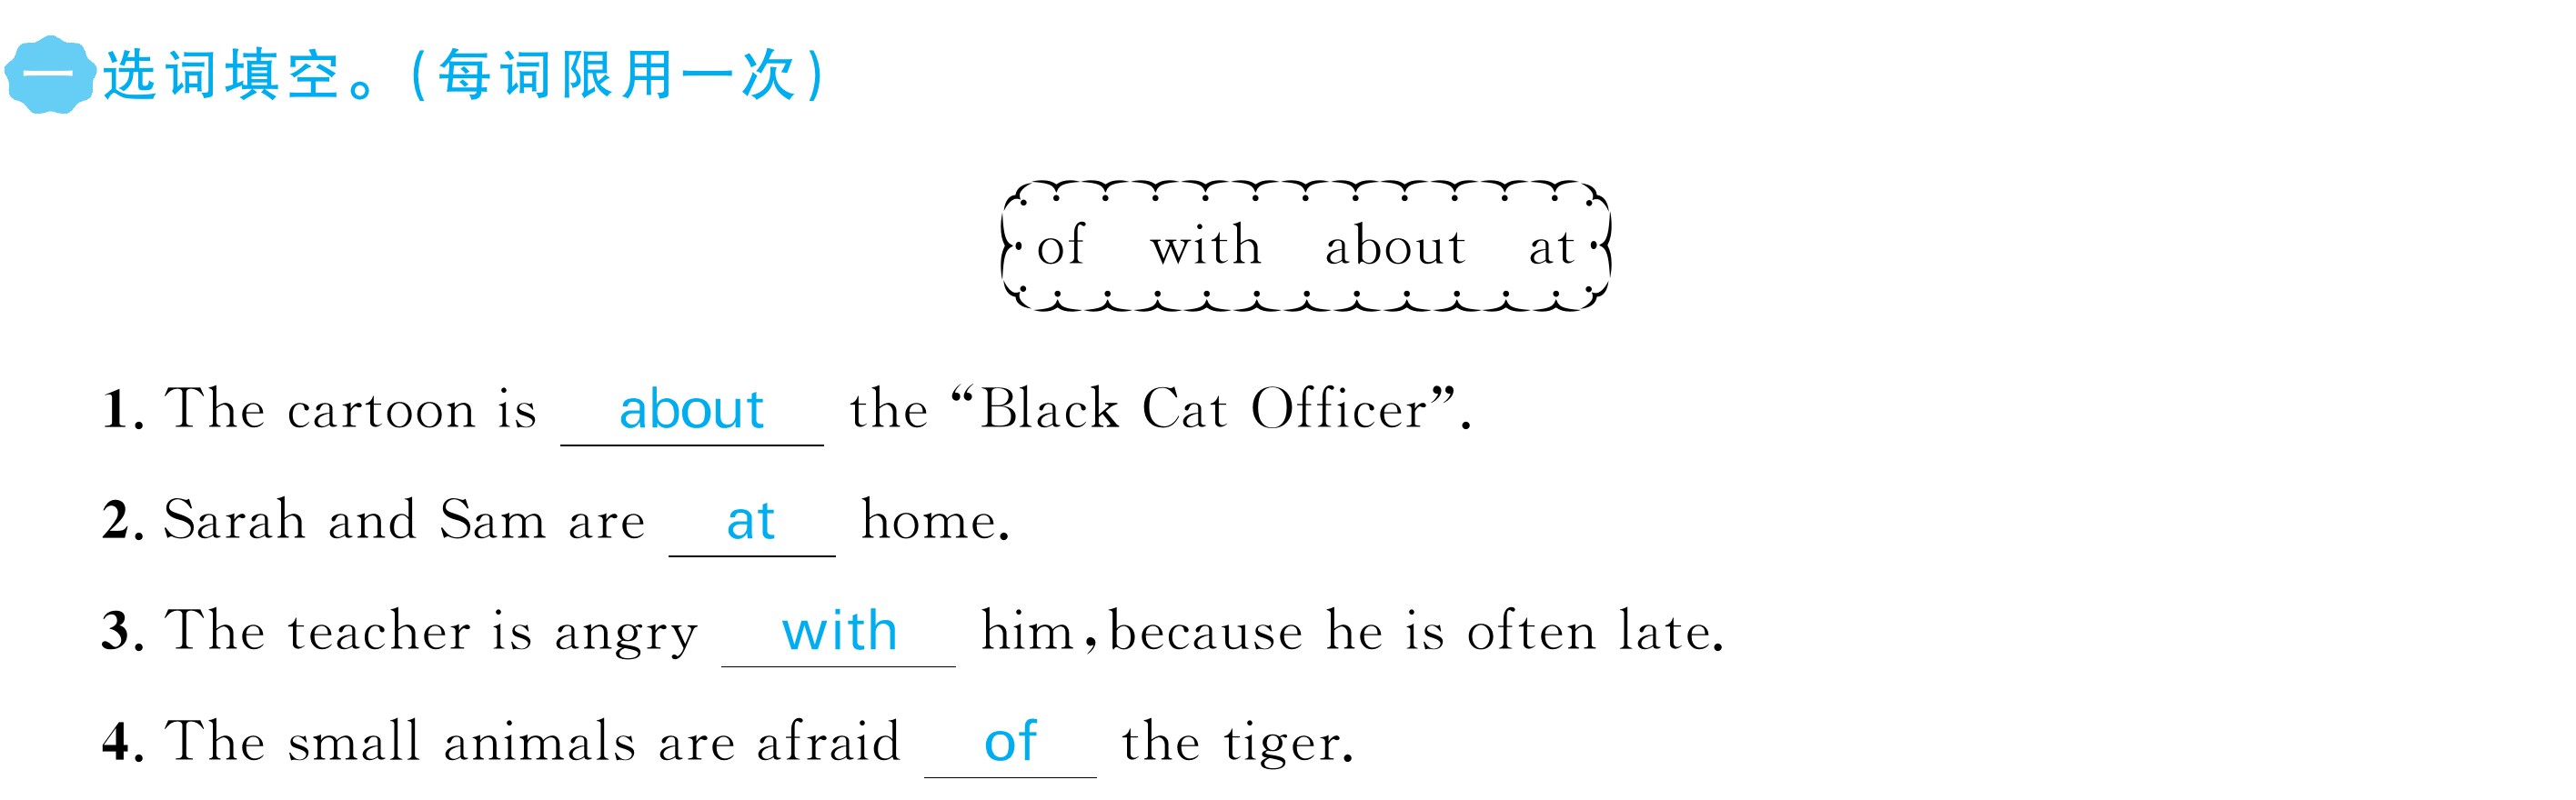 一 选词填空。(每词限用一次)
of with about at
1. The cartoon is about the “Black Cat Officer”.
2. Sarah and Sam are at home.
3. The teacher is angry with him, because he is often late.
4. The small animals are afraid of the tiger.